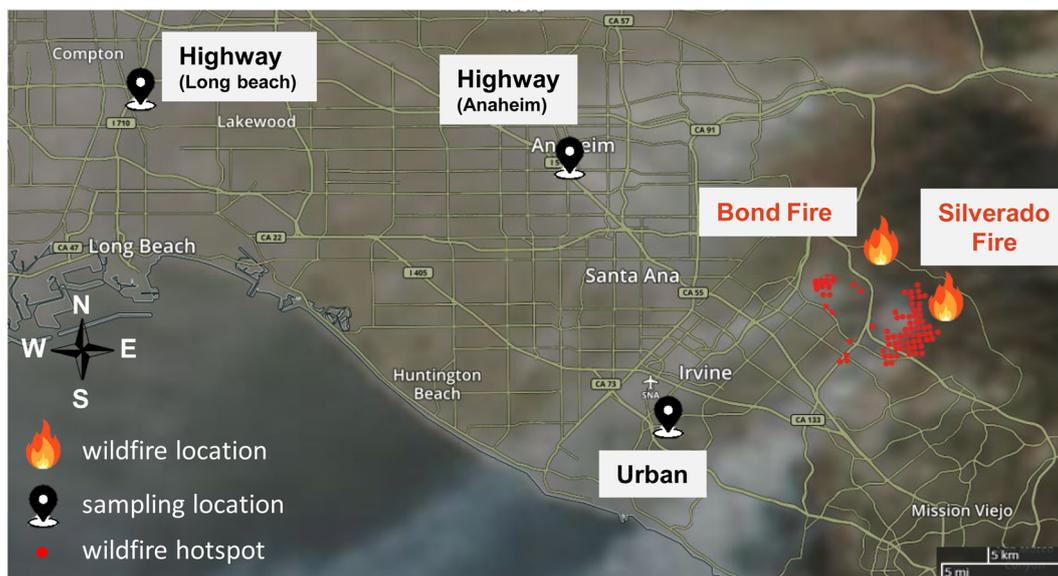 CA 57
Compton
Highway
(Long beach)
Highway
(Anaheim)
I 710
Lakewood
CA 91
Anaheim
I 5
Bond Fire
Silverado
Fire
CA 47
Long Beach
CA 22
I 405
Santa Ana
CA 55
N
W
E
S
Huntington
Beach
CA 73
SNA
Irvine
CA 133
Urban
wildfire location
sampling location
wildfire hotspot
Mission Viejo
5 km
5 mi